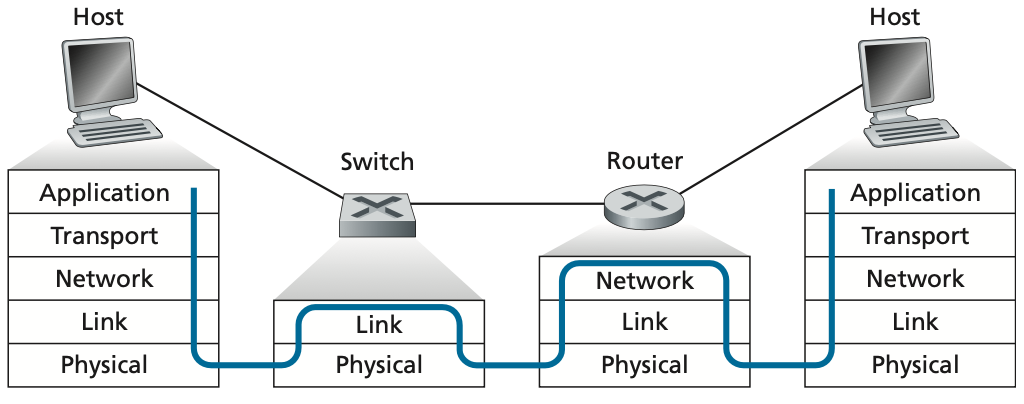 Host
Host
Switch
Router
Application
Transport
Network
Link
Physical
Link
Physical
Network
Link
Physical
Application
Transport
Network
Link
Physical